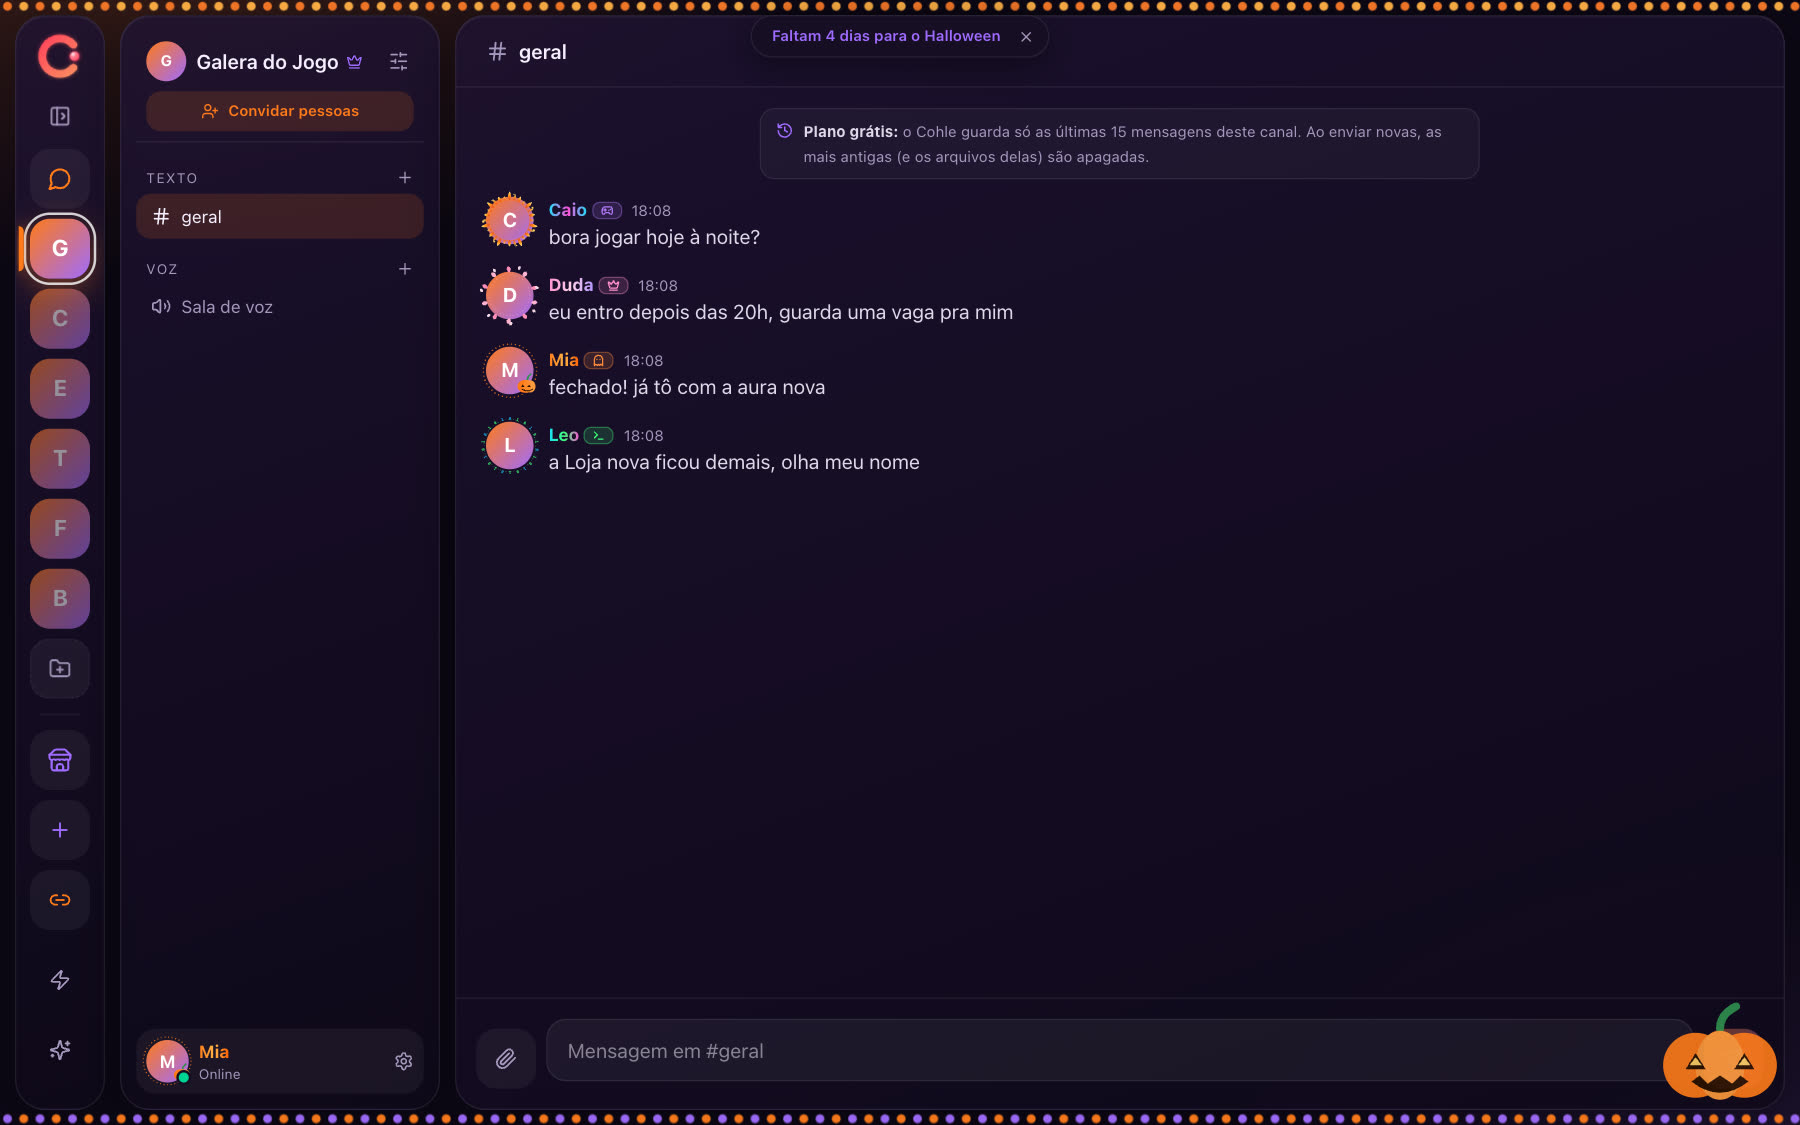 Faltam 4 dias para o Halloween
G
Galera do Jogo
Convidar pessoas
TEXTO
geral
VOZ
Sala de voz
G
C
E
T
F
B
M
Mia
Online
# geral
Plano grátis: o Cohle guarda só as últimas 15 mensagens deste canal. Ao enviar novas, as
mais antigas (e os arquivos delas) são apagadas.
C
Caio 18:08
bora jogar hoje à noite?
D
Duda 18:08
eu entro depois das 20h, guarda uma vaga pra mim
M
Mia 18:08
fechado! já tô com a aura nova
L
Leo 18:08
a Loja nova ficou demais, olha meu nome
Mensagem em #geral